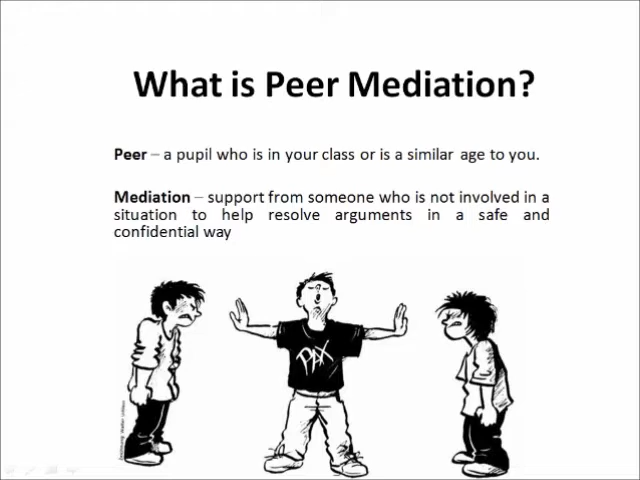 What is Peer Mediation?
Peer – a pupil who is in your class or is a similar age to you.
Mediation – support from someone who is not involved in a
situation to help resolve arguments in a safe and
confidential way
PAX